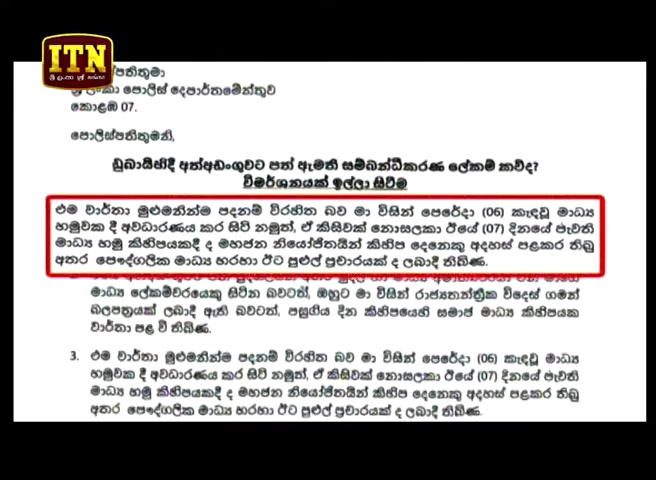 ITN
ශ්‍රී ලංකා පොලිස් දෙපාර්තමේන්තුව
කොළඹ 07.
පොලිස්පතිතුමනි,
ඩුබායිහිදී අත්අඩංගුවට පත් ඇමති සම්බන්ධීකරණ ලේකම් කවිද?
විමර්ශනයක් ඉල්ලා සිටීම
එම වාර්තා මුළුමනින්ම පදනම් විරහිත බව මා විසින් පෙරේදා (06) කැඳවූ මාධ්‍ය
හමුවක දී අවධාරණය කර සිටි නමුත්, ඒ කිසිවක් නොසලකා ඊයේ (07) දිනයේ පැවති
මාධ්‍ය හමු කිහිපයකදී ද මහජන නියෝජිතයින් කිහිප දෙනෙකු අදහස් පළකර තිබූ
අතර පෞද්ගලික මාධ්‍ය හරහා ඊට පුළුල් ප්‍රචාරයක් ද ලබාදී තිබිණ.
මාධ්‍ය ලේකම්වරයෙකු සිටින බවටත්, ඔහුට මා විසින් රාජ්‍යතන්ත්‍රික විදෙස් ගමන්
බලපත්‍රයක් ලබාදී ඇති බවටත්, පසුගිය දින කිහිපයෙහි සමාජ මාධ්‍ය කිහිපයක
වාර්තා පළ වී තිබිණ.
3. එම වාර්තා මුළුමනින්ම පදනම් විරහිත බව මා විසින් පෙරේදා (06) කැඳවූ මාධ්‍ය
හමුවක දී අවධාරණය කර සිටි නමුත්, ඒ කිසිවක් නොසලකා ඊයේ (07) දිනයේ පැවති
මාධ්‍ය හමු කිහිපයකදී ද මහජන නියෝජිතයින් කිහිප දෙනෙකු අදහස් පළකර තිබූ
අතර පෞද්ගලික මාධ්‍ය හරහා ඊට පුළුල් ප්‍රචාරයක් ද ලබාදී තිබිණ.